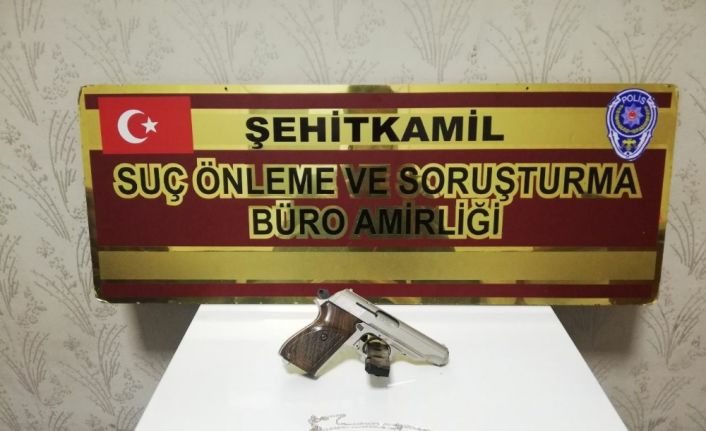 ŞEHİTKAMİL
POLİS
SUÇ ÖNLEME VE SORUŞTURMA
BÜRO AMİRLİĞİ